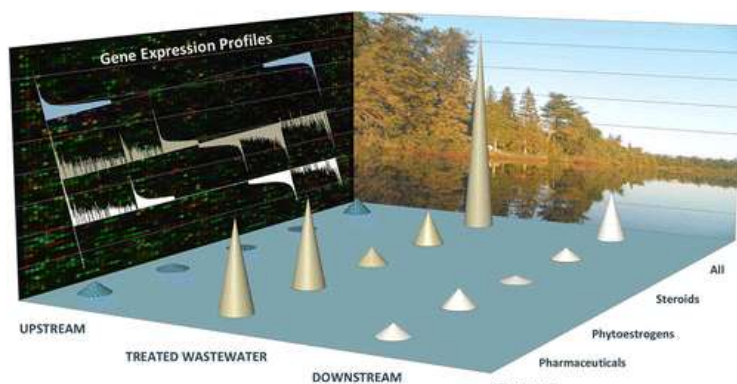 Gene Expression Profiles
UPSTREAM
TREATED WASTEWATER
DOWNSTREAM
All
Steroids
Phytoestrogens
Pharmaceuticals